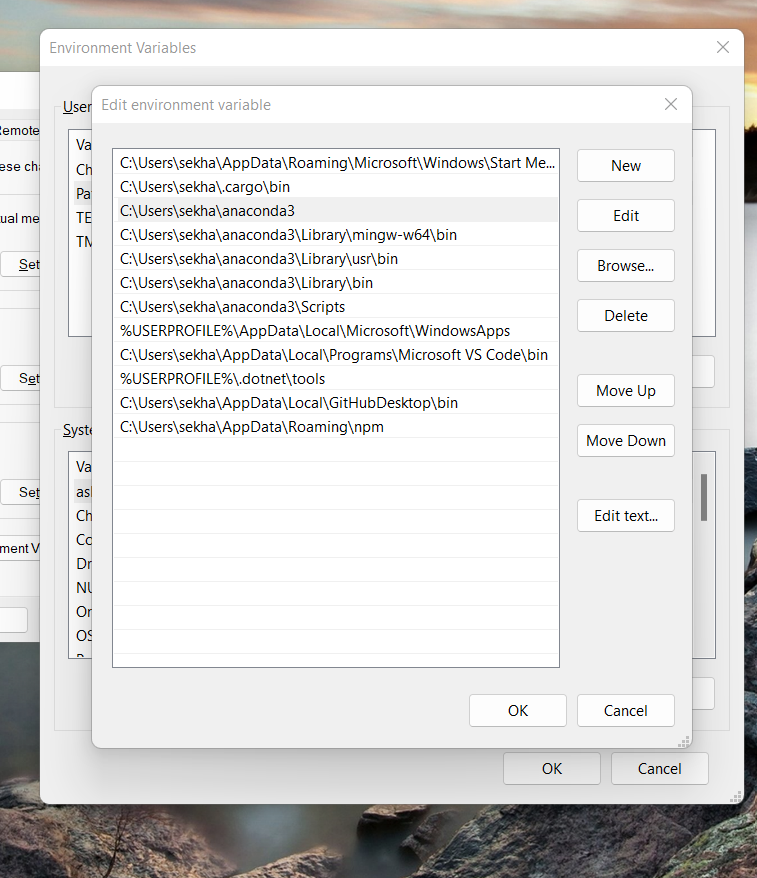 Environment Variables
Edit environment variable
User
Remote
C:\Users\sekha\AppData\Roaming\Microsoft\Windows\Start Me...
New
Va
ese cha
Ch
C:\Users\sekha\.cargo\bin
Pa
C:\Users\sekha\anaconda3
Edit
tual me
TE
C:\Users\sekha\anaconda3\Library\mingw-w64\bin
TM
C:\Users\sekha\anaconda3\Library\usr\bin
Browse...
Set
C:\Users\sekha\anaconda3\Library\bin
C:\Users\sekha\anaconda3\Scripts
Delete
%USERPROFILE%\AppData\Local\Microsoft\WindowsApps
C:\Users\sekha\AppData\Local\Programs\Microsoft VS Code\bin
Set
%USERPROFILE%\.dotnet\tools
Move Up
C:\Users\sekha\AppData\Local\GitHubDesktop\bin
Syste
C:\Users\sekha\AppData\Roaming\npm
Move Down
Va
Set
as
Ch
Edit text...
Co
ment V
Dr
NU
Or
OS
OK
Cancel
OK
Cancel